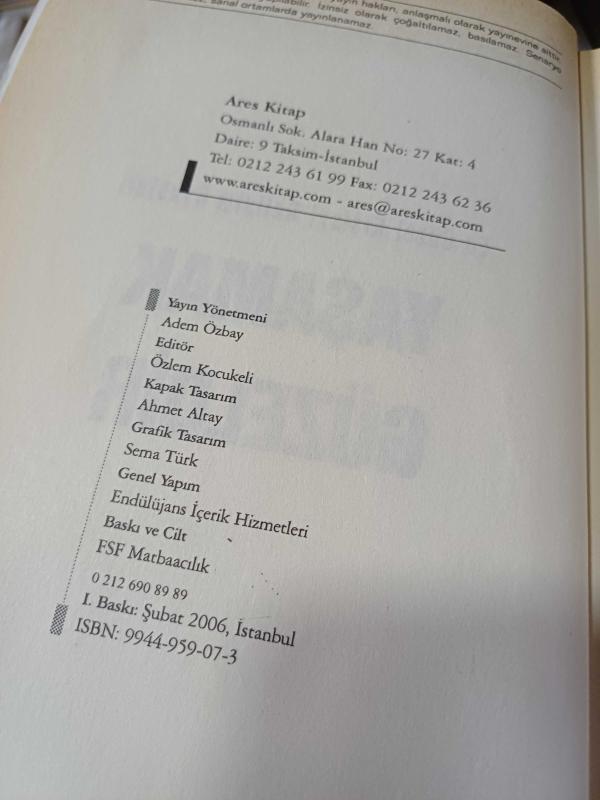 yayın hakları, anlaşmalı olarak yayınevine aittir.
İzinsiz olarak çoğaltılamaz, basılamaz. Senaryo
sanal ortamlarda yayınlanamaz.
Ares Kitap
Osmanlı Sok. Alara Han No: 27 Kat: 4
Daire: 9 Taksim-İstanbul
Tel: 0212 243 61 99 Fax: 0212 243 62 36
www.areskitap.com - ares@areskitap.com
Yayın Yönetmeni
Adem Özbay
Editör
Özlem Kocukeli
Kapak Tasarım
Ahmet Altay
Grafik Tasarım
Sema Türk
Genel Yapım
Endülüjans İçerik Hizmetleri
Baskı ve Cilt
FSF Matbaacılık
0 212 690 89 89
I. Baskı: Şubat 2006, İstanbul
ISBN: 9944-959-07-3